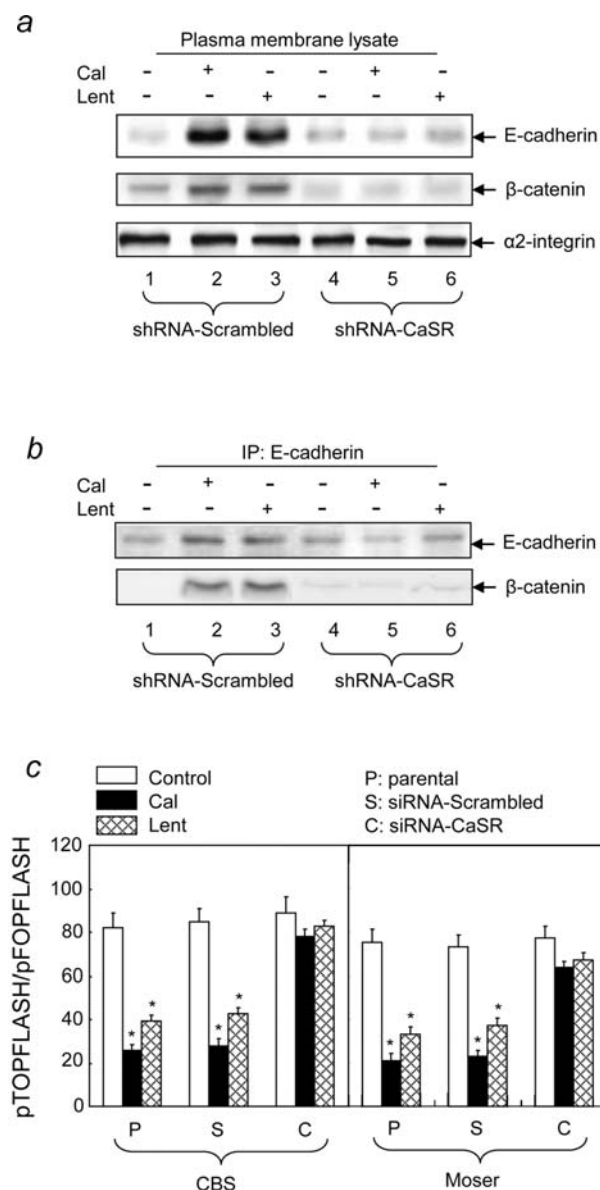 a
Plasma membrane lysate
Cal - + - - + -
Lent - - + - - +
E-cadherin
β-catenin
α2-integrin
1 2 3 4 5 6
shRNA-Scrambled shRNA-CaSR
b
IP: E-cadherin
Cal - + - - + -
Lent - - + - - +
E-cadherin
β-catenin
1 2 3 4 5 6
shRNA-Scrambled shRNA-CaSR
c
Control P: parental
Cal S: siRNA-Scrambled
Lent C: siRNA-CaSR
pTOPFLASH/pFOPFLASH
120
100
80
60
40
20
0
* * * *
* * * *
P S C P S C
CBS Moser